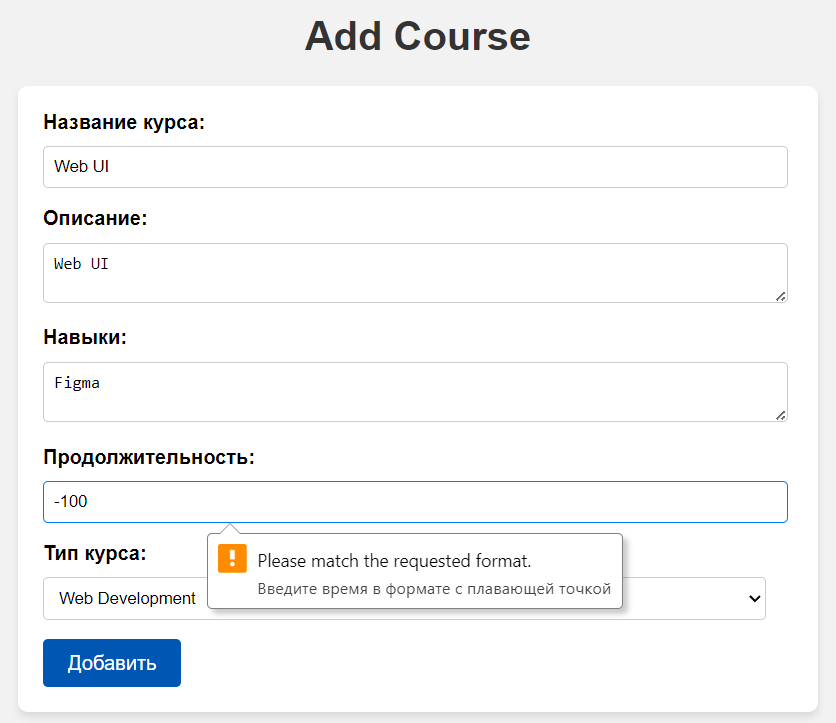 Add Course
Название курса:
Web UI
Описание:
Web UI
Навыки:
Figma
Продолжительность:
-100
Please match the requested format.
Введите время в формате с плавающей точкой
Тип курса:
Web Development
Добавить